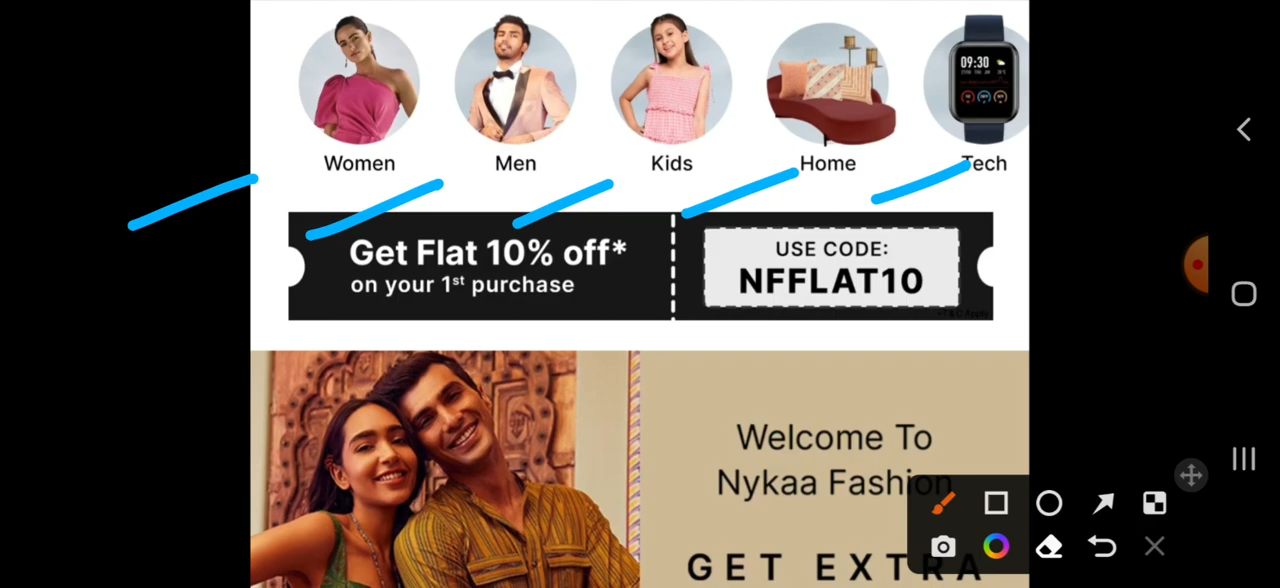 09:30
Women
Men
Kids
Home
Tech
Get Flat 10% off*
on your 1st purchase
USE CODE:
NFFLAT10
Welcome To
Nykaa Fashion
GET EXTRA